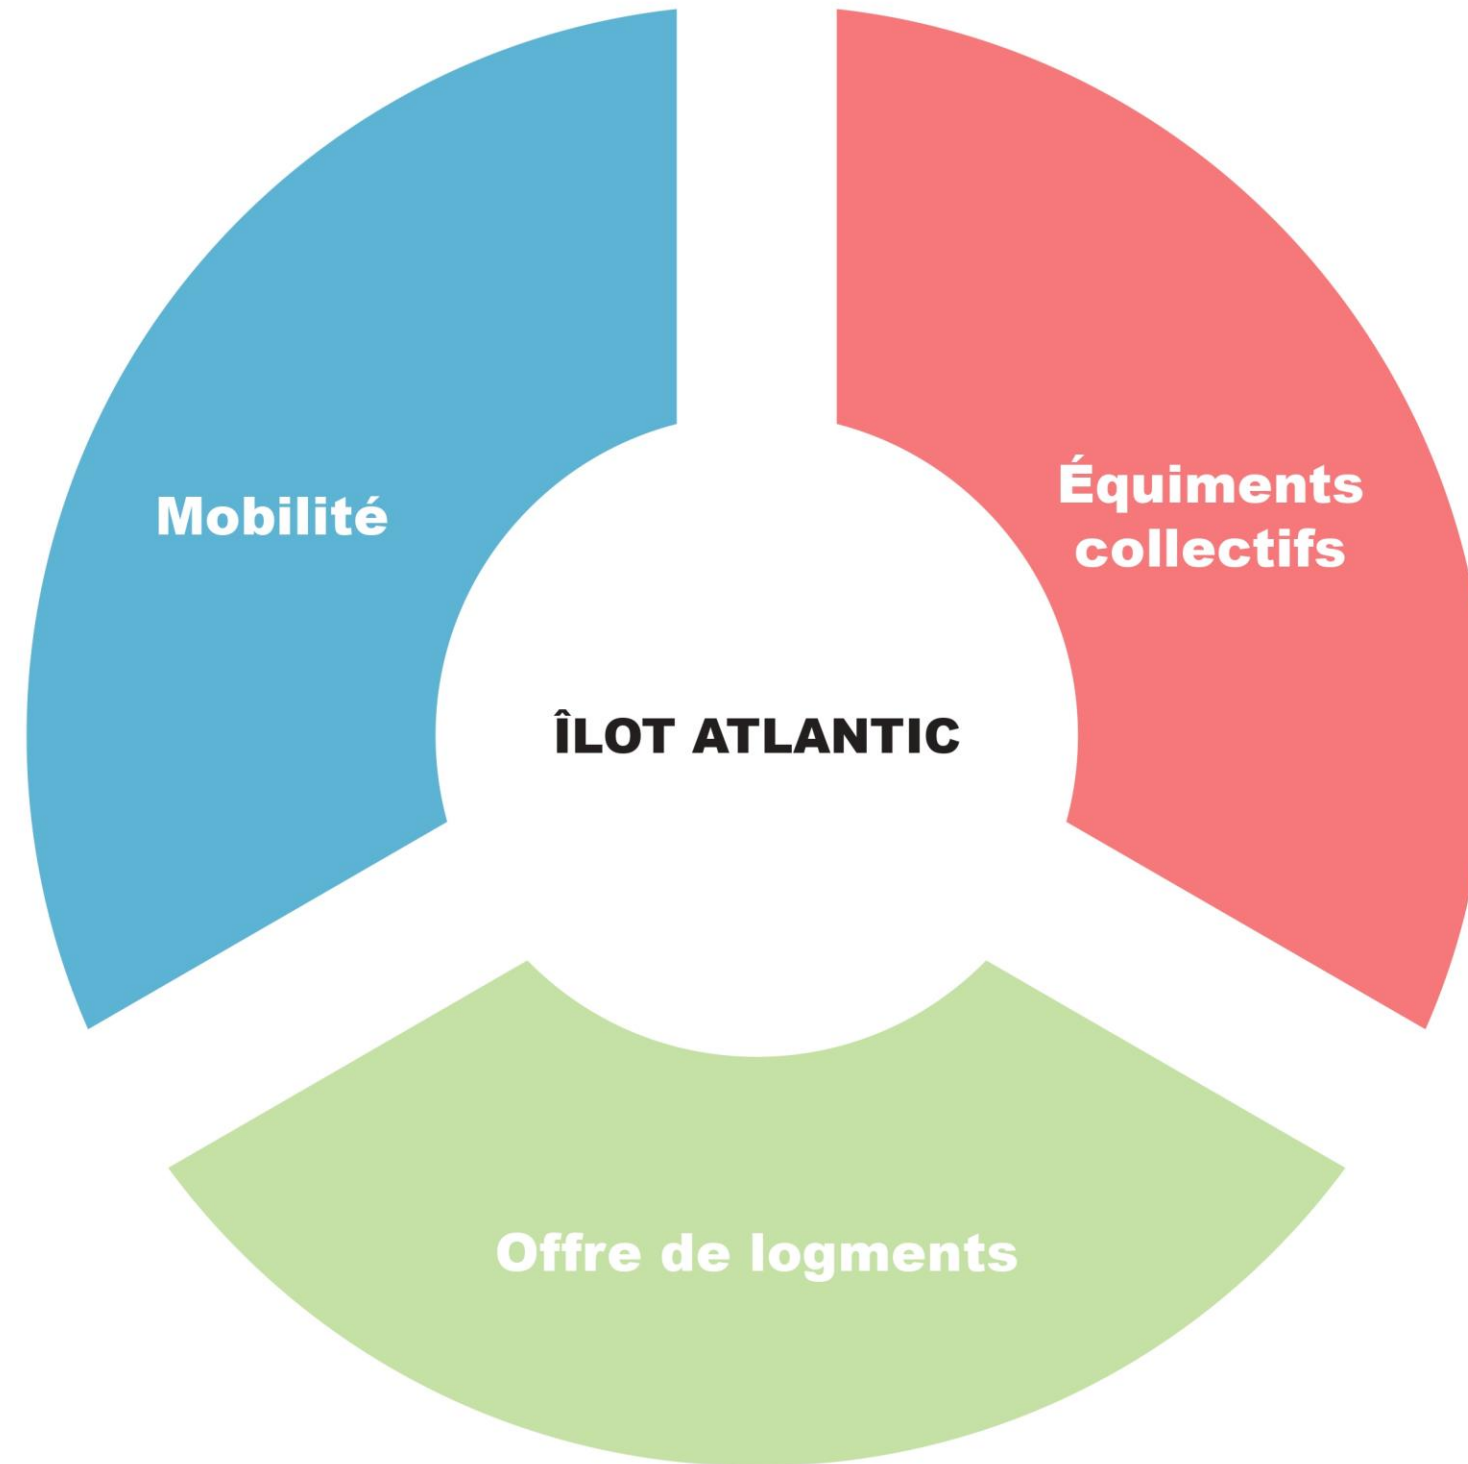 Mobilité
Équiments
collectifs
ÎLOT ATLANTIC
Offre de logments